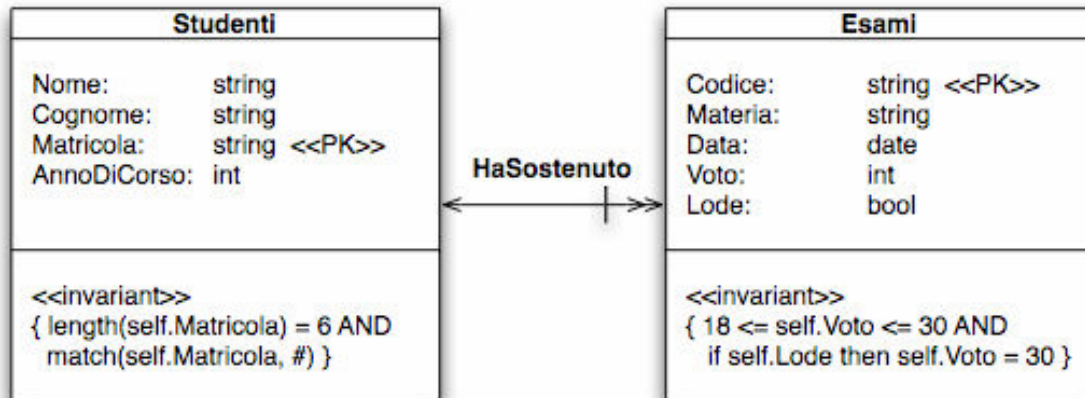 Studenti
Nome: string
Cognome: string
Matricola: string <<PK>>
AnnoDiCorso: int
<<invariant>>
{ length(self.Matricola) = 6 AND
match(self.Matricola, #) }
HaSostenuto
Esami
Codice: string <<PK>>
Materia: string
Data: date
Voto: int
Lode: bool
<<invariant>>
{ 18 <= self.Voto <= 30 AND
if self.Lode then self.Voto = 30 }